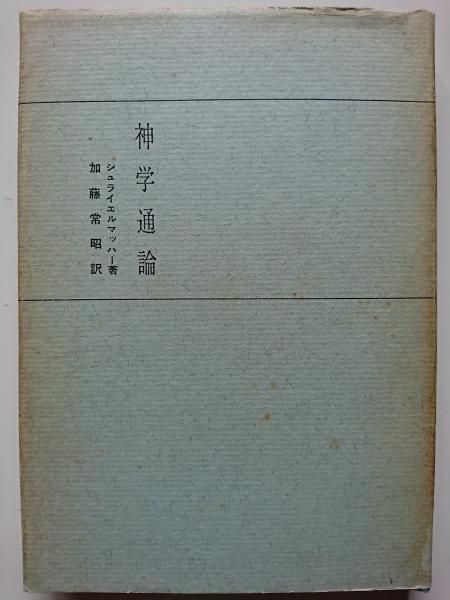 神学通論
シュライエルマッハー著
加藤常昭訳